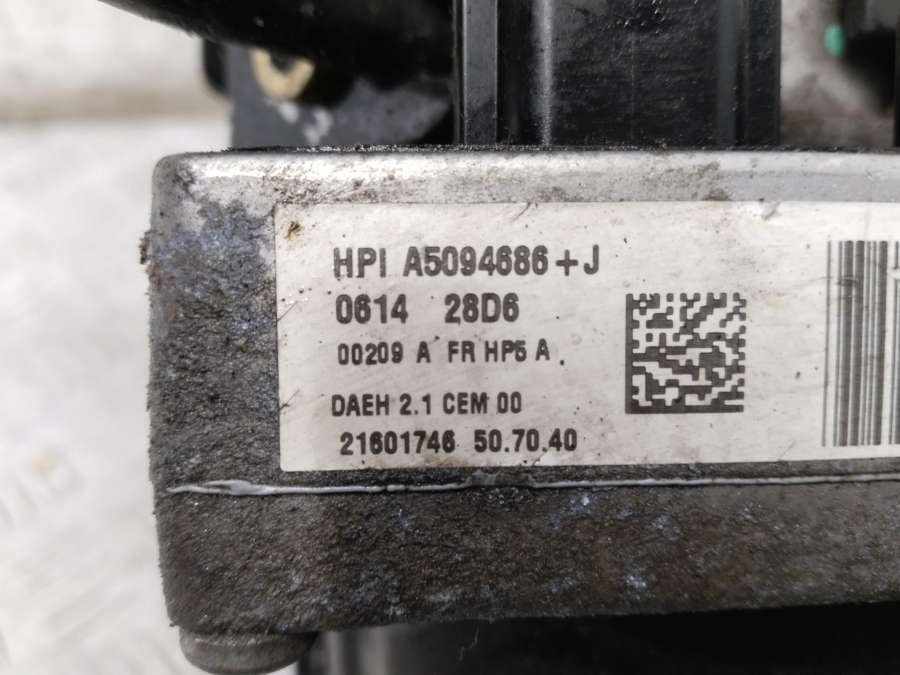 HPI A5094686+J
0614 28D6
00209 A FR HP5 A
DAEH 2.1 CEM 00
21601746 50.70.40